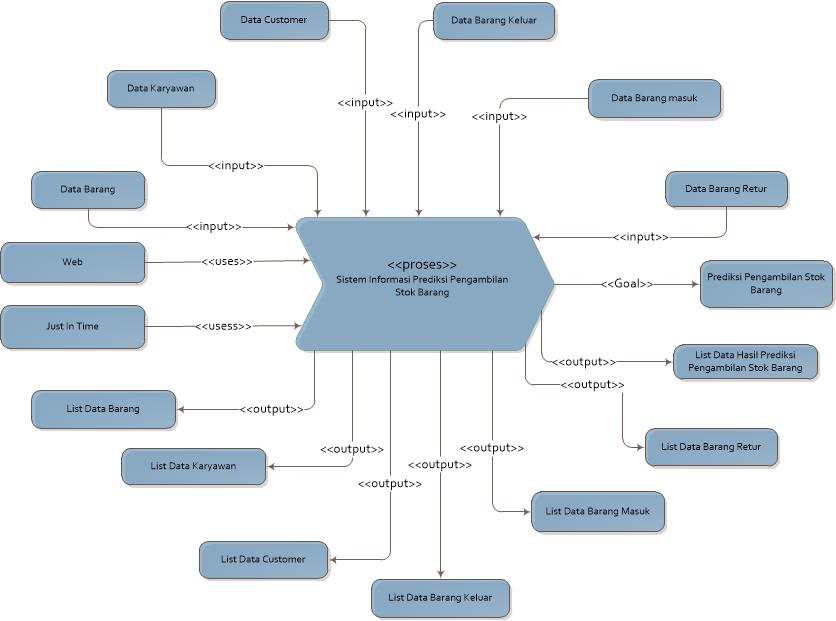 Data Customer
Data Barang Keluar
Data Karyawan
Data Barang masuk
<<input>>
<<input>>
<<input>>
<<input>>
Data Barang
Data Barang Retur
<<input>>
<<input>>
Web
<<uses>>
<<proses>>
Sistem Informasi Prediksi Pengambilan
Stok Barang
<<Goal>>
Prediksi Pengambilan Stok
Barang
Just In Time
<<usess>>
<<output>>
List Data Hasil Prediksi
Pengambilan Stok Barang
<<output>>
List Data Barang
<<output>>
List Data Barang Retur
<<output>>
<<output>>
List Data Karyawan
<<output>>
<<output>>
List Data Barang Masuk
List Data Customer
List Data Barang Keluar